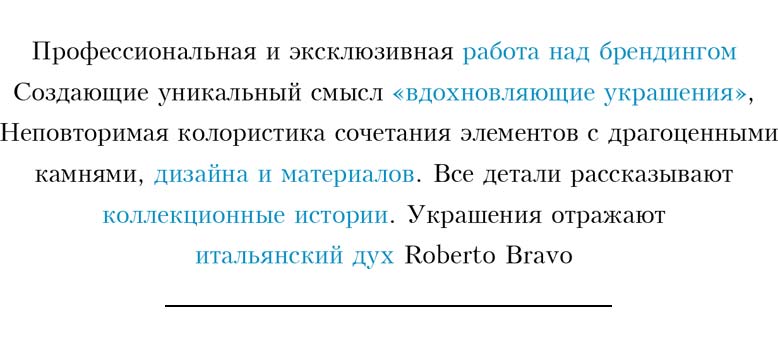 Профессиональная и эксклюзивная работа над брендингом
Создающие уникальный смысл «вдохновляющие украшения»,
Неповторимая колористика сочетания элементов с драгоценными
камнями, дизайна и материалов. Все детали рассказывают
коллекционные истории. Украшения отражают
итальянский дух Roberto Bravo